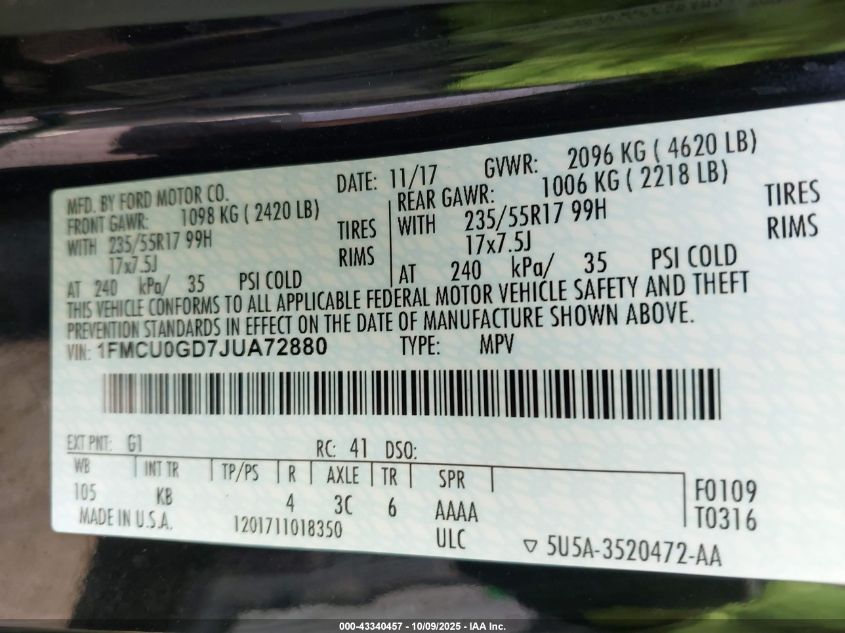 MFD. BY FORD MOTOR CO.
DATE: 11/17 GVWR: 2096 KG ( 4620 LB)
FRONT GAWR: 1098 KG ( 2420 LB)
REAR GAWR: 1006 KG ( 2218 LB)
WITH 235/55R17 99H TIRES
WITH 235/55R17 99H TIRES
17x7.5J RIMS
17x7.5J RIMS
AT 240 kPa/ 35 PSI COLD
AT 240 kPa/ 35 PSI COLD
THIS VEHICLE CONFORMS TO ALL APPLICABLE FEDERAL MOTOR VEHICLE SAFETY AND THEFT
PREVENTION STANDARDS IN EFFECT ON THE DATE OF MANUFACTURE SHOWN ABOVE.
VIN: 1FMCU0GD7JUA72880 TYPE: MPV
EXT PNT: G1 RC: 41 DSO:
WB INT TR TP/PS R AXLE TR SPR
105 KB 4 3C 6 AAAA
F0109
T0316
MADE IN U.S.A. 1201711018350 ULC ▽ 5U5A-3520472-AA
000-43340457 - 10/09/2025 - IAA Inc.